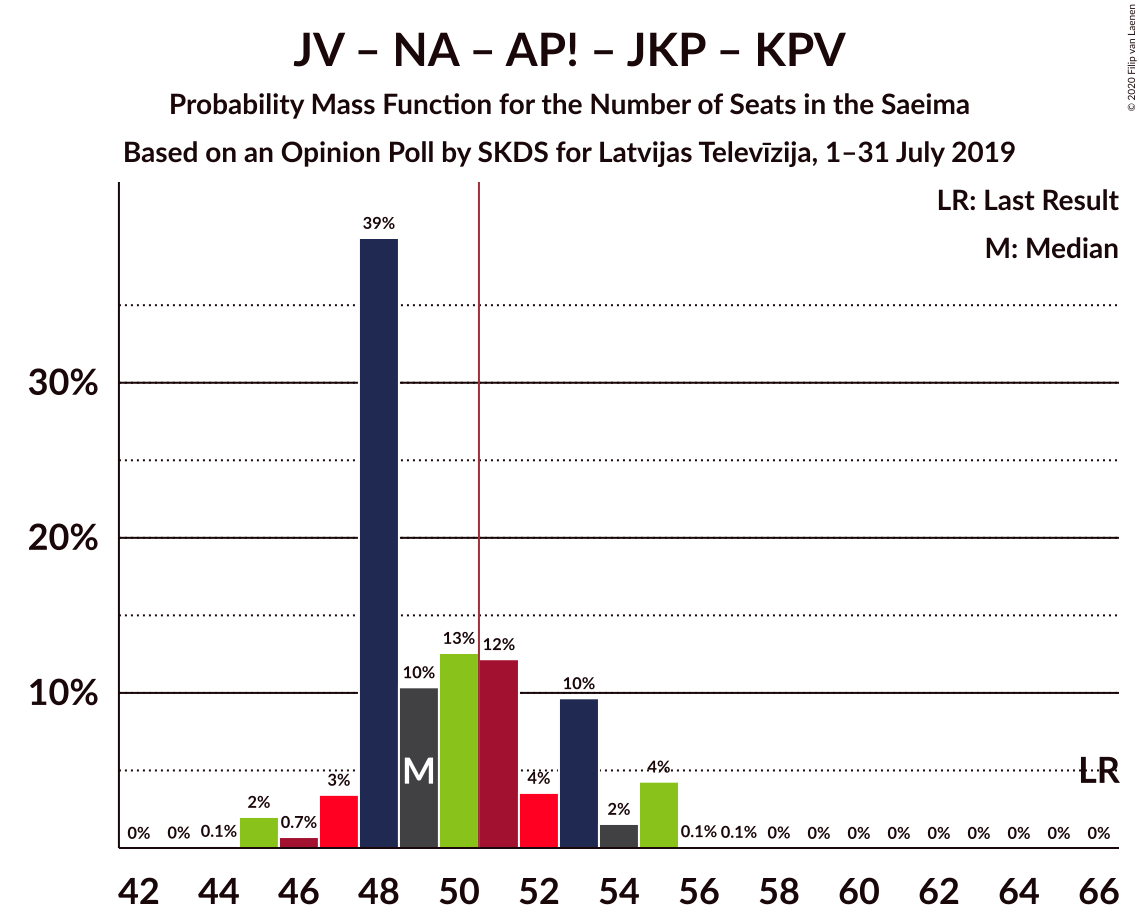 JV – NA – AP! – JKP – KPV
Probability Mass Function for the Number of Seats in the Saeima
Based on an Opinion Poll by SKDS for Latvijas Televīzija, 1–31 July 2019
© 2020 Filip van Laenen
LR: Last Result
M: Median
39%
30%
20%
13%
12%
10%
10%
10%
M
4%
4%
LR
3%
2%
2%
0.7%
0% 0% 0.1% 0.1% 0.1% 0% 0% 0% 0% 0% 0% 0% 0% 0%
42 44 46 48 50 52 54 56 58 60 62 64 66